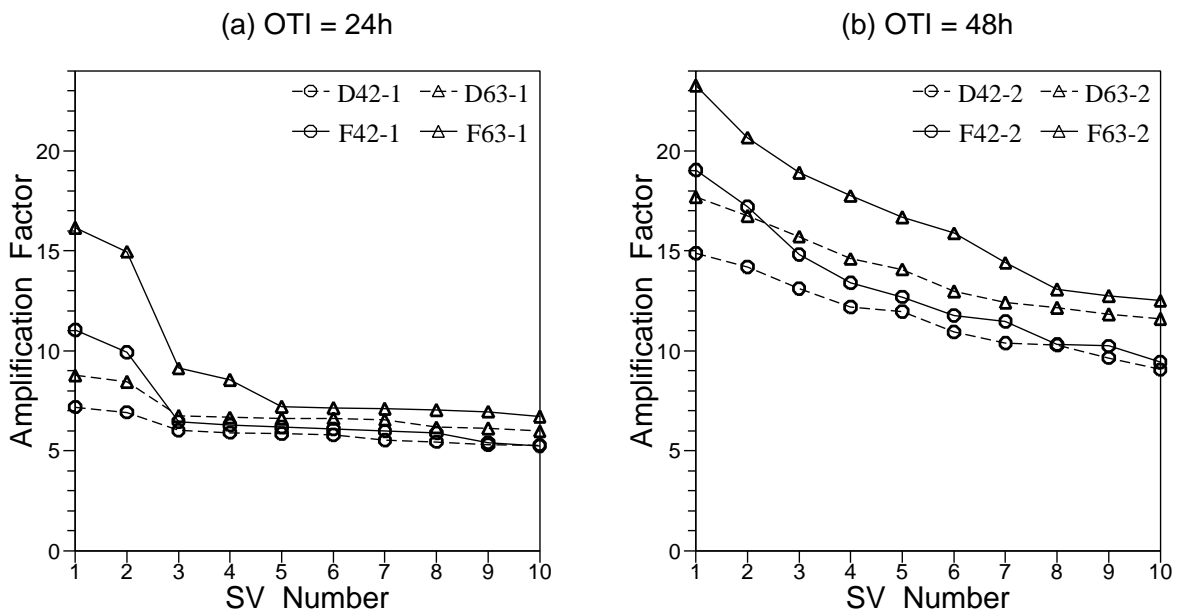 (a) OTI = 24h
D42-1 D63-1
F42-1 F63-1
20
15
10
5
0
Amplification Factor
1 2 3 4 5 6 7 8 9 10
SV Number
(b) OTI = 48h
D42-2 D63-2
F42-2 F63-2
20
15
10
5
0
Amplification Factor
1 2 3 4 5 6 7 8 9 10
SV Number